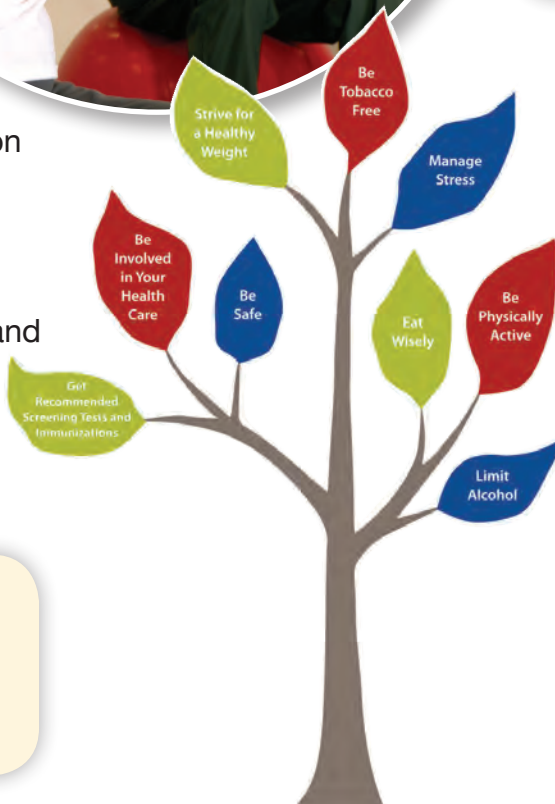 on
and
Strive for
a Healthy
Weight
Be
Tobacco
Free
Manage
Stress
Be
Involved
in Your
Health
Care
Be
Safe
Eat
Wisely
Be
Physically
Active
Get
Recommended
Screening Tests and
Immunizations
Limit
Alcohol